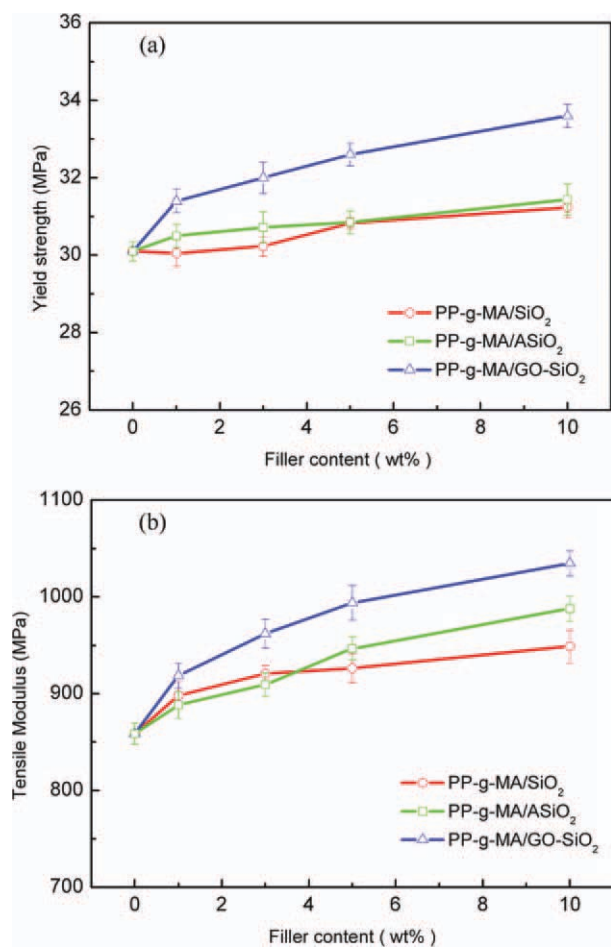 (a)
36
34
32
30
28
26
Yield strength (MPa)
PP-g-MA/SiO₂
PP-g-MA/ASiO₂
PP-g-MA/GO-SiO₂
0 2 4 6 8 10
Filler content ( wt% )
(b)
1100
1000
900
800
700
Tensile Modulus (MPa)
PP-g-MA/SiO₂
PP-g-MA/ASiO₂
PP-g-MA/GO-SiO₂
0 2 4 6 8 10
Filler content ( wt% )